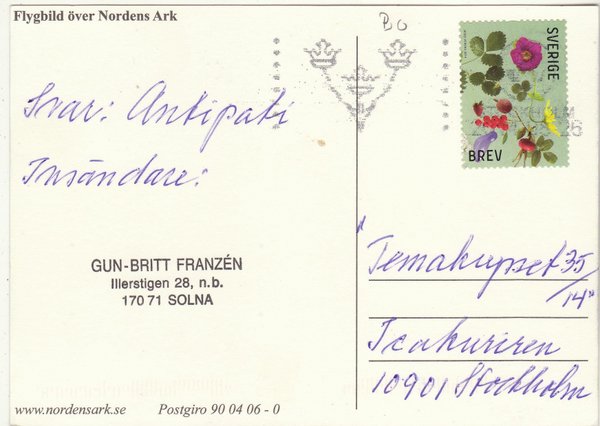 Flygbild över Nordens Ark
Svar: Antipati
Insändare:
GUN-BRITT FRANZÉN
Illerstigen 28, n.b.
170 71 SOLNA
www.nordensark.se Postgiro 90 04 06 - 0
BO
SVERIGE
BREV
"Temakrysset 35
/14"
Icakuriren
10901 Stockholm